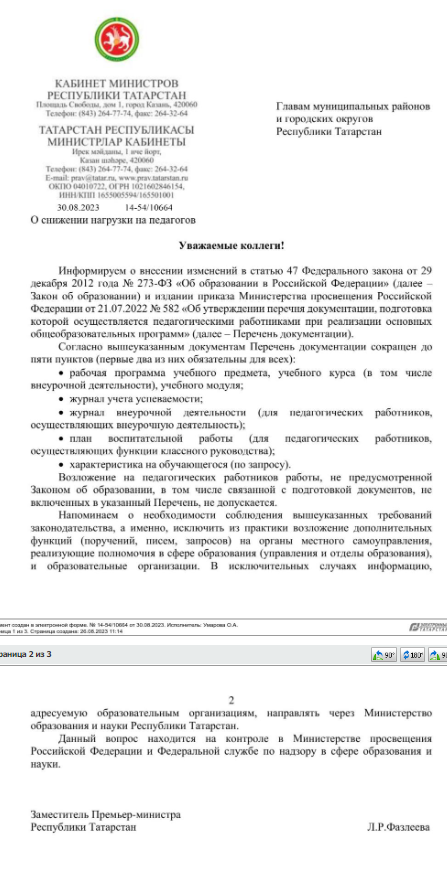 КАБИНЕТ МИНИСТРОВ
РЕСПУБЛИКИ ТАТАРСТАН
Площадь Свободы, дом 1, город Казань, 420060
Телефон: (843) 264-77-74, факс: 264-32-64
ТАТАРСТАН РЕСПУБЛИКАСЫ
МИНИСТРЛАР КАБИНЕТЫ
Ирек мәйданы, 1 нче йорт,
Казан шәһәре, 420060
Телефон: (843) 264-77-74, факс: 264-32-64
E-mail: prav@tatar.ru, www.prav.tatarstan.ru
ОКПО 04010722, ОГРН 1021602846154,
ИНН/КПП 1655005594/165501001
30.08.2023 14-54/10664
О снижении нагрузки на педагогов
Главам муниципальных районов
и городских округов
Республики Татарстан
Уважаемые коллеги!
Информируем о внесении изменений в статью 47 Федерального закона от 29
декабря 2012 года № 273-ФЗ «Об образовании в Российской Федерации» (далее –
Закон об образовании) и издании приказа Министерства просвещения Российской
Федерации от 21.07.2022 № 582 «Об утверждении перечня документации, подготовка
которой осуществляется педагогическими работниками при реализации основных
общеобразовательных программ» (далее – Перечень документации).
Согласно вышеуказанным документам Перечень документации сокращен до
пяти пунктов (первые два из них обязательны для всех):
• рабочая программа учебного предмета, учебного курса (в том числе
внеурочной деятельности), учебного модуля;
• журнал учета успеваемости;
• журнал внеурочной деятельности (для педагогических работников,
осуществляющих внеурочную деятельность);
• план воспитательной работы (для педагогических работников,
осуществляющих функции классного руководства);
• характеристика на обучающегося (по запросу).
Возложение на педагогических работников работы, не предусмотренной
Законом об образовании, в том числе связанной с подготовкой документов, не
включенных в указанный Перечень, не допускается.
Напоминаем о необходимости соблюдения вышеуказанных требований
законодательства, а именно, исключить из практики возложение дополнительных
функций (поручений, писем, запросов) на органы местного самоуправления,
реализующие полномочия в сфере образования (управления и отделы образования),
и образовательные организации. В исключительных случаях информацию,
мент создан в электронной форме. № 14-54/10664 от 30.08.2023. Исполнитель: Умарова О.А.
ница 1 из 3. Страница создана: 26.08.2023 11:14
ЭЛЕКТРОННЫЙ
ТАТАРСТАН
раница 2 из 3
90° 180° 90
2
адресуемую образовательным организациям, направлять через Министерство
образования и науки Республики Татарстан.
Данный вопрос находится на контроле в Министерстве просвещения
Российской Федерации и Федеральной службе по надзору в сфере образования и
науки.
Заместитель Премьер-министра
Республики Татарстан Л.Р.Фазлеева